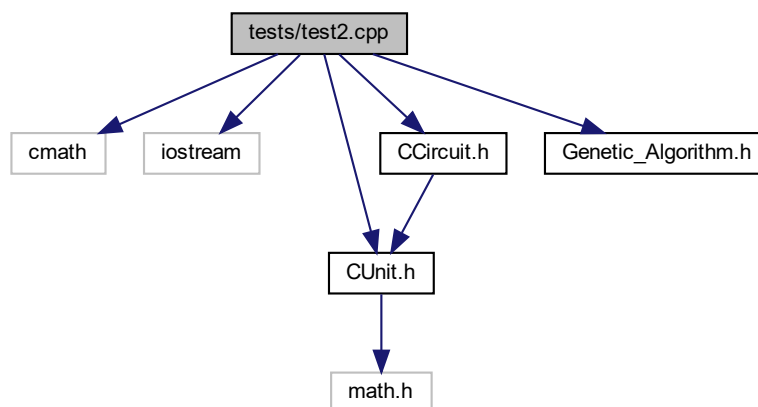 tests/test2.cpp
cmath
iostream
CCircuit.h
Genetic_Algorithm.h
CUnit.h
math.h